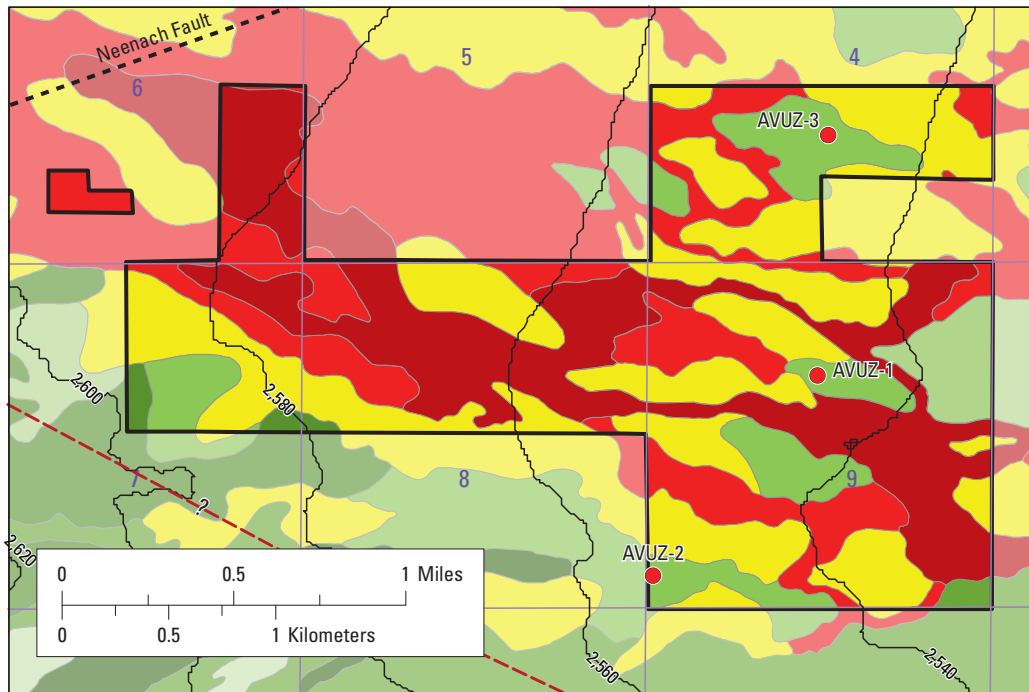 Neenach Fault
6
5
4
AVUZ-3
AVUZ-1
2,600
2,580
7
?
8
9
2,620
AVUZ-2
0 0.5 1 Miles
0 0.5 1 Kilometers
2,560
2,540